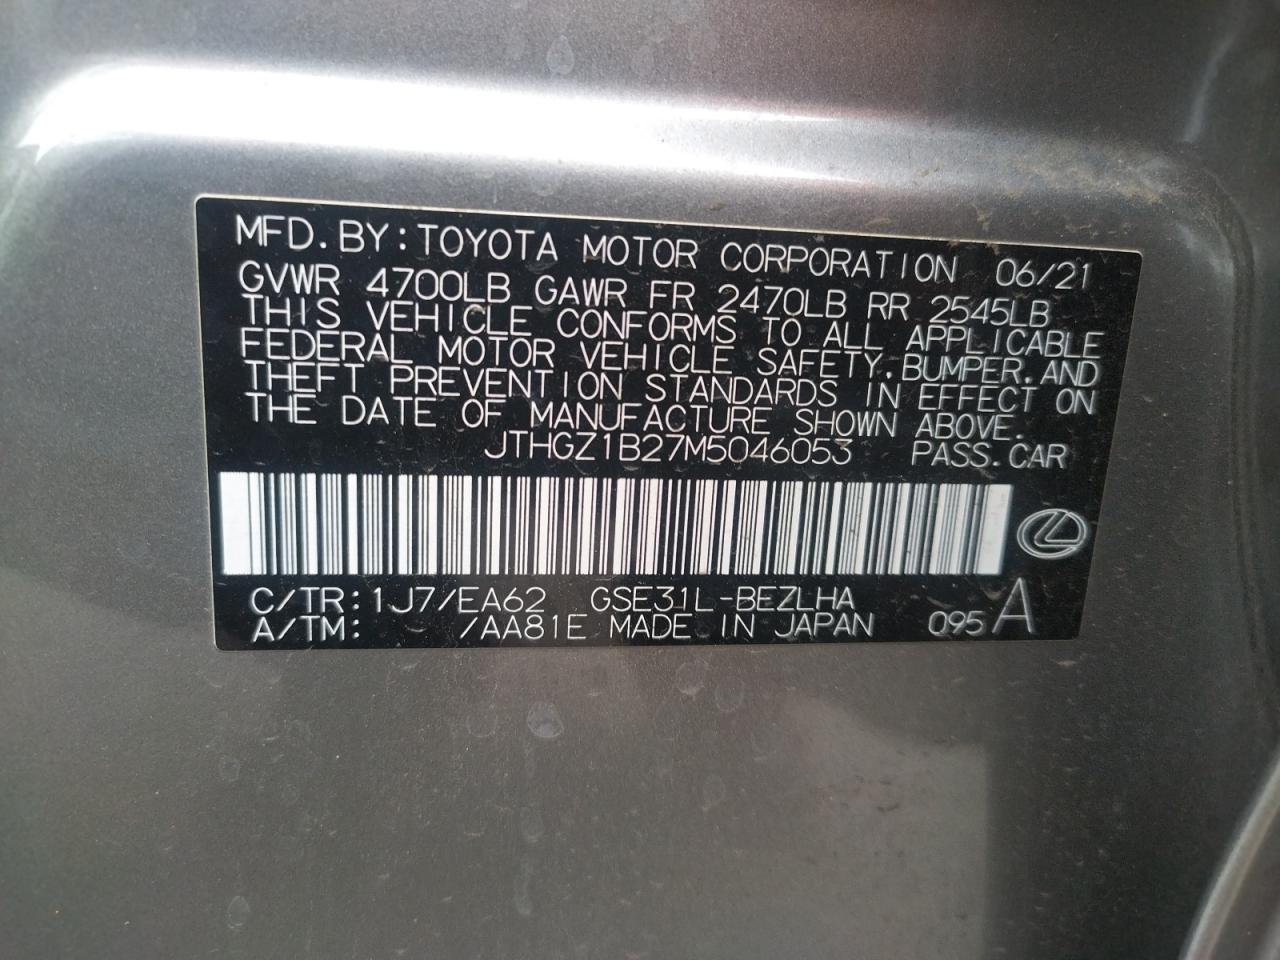 MFD.BY:TOYOTA MOTOR CORPORATION 06/21
GVWR 4700LB GAWR FR 2470LB RR 2545LB
THIS VEHICLE CONFORMS TO ALL APPLICABLE
FEDERAL MOTOR VEHICLE SAFETY,BUMPER,AND
THEFT PREVENTION STANDARDS IN EFFECT ON
THE DATE OF MANUFACTURE SHOWN ABOVE.
JTHGZ1B27M5046053 PASS.CAR
C/TR:1J7/EA62 GSE31L-BEZLHA
A/TM: /AA81E MADE IN JAPAN 095 A